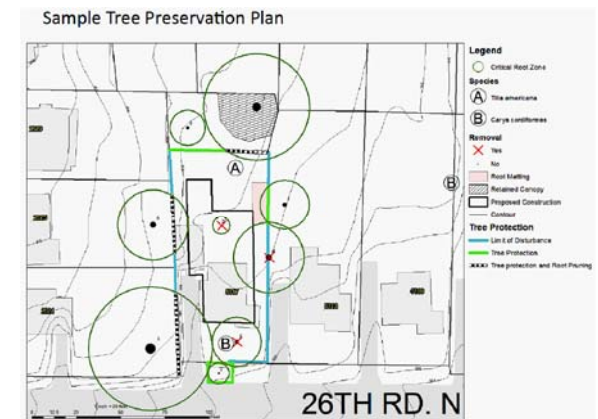 Sample Tree Preservation Plan
Legend
Critical Root Zone
Species
A Tilia americana
B Carya cordiformis
Removal
Yes
No
Root Matting
Retained Canopy
Proposed Construction
Contour
Tree Protection
Limit of Disturbance
Tree Protection
Tree protection and Root Pruning
A
B
B
26TH RD. N